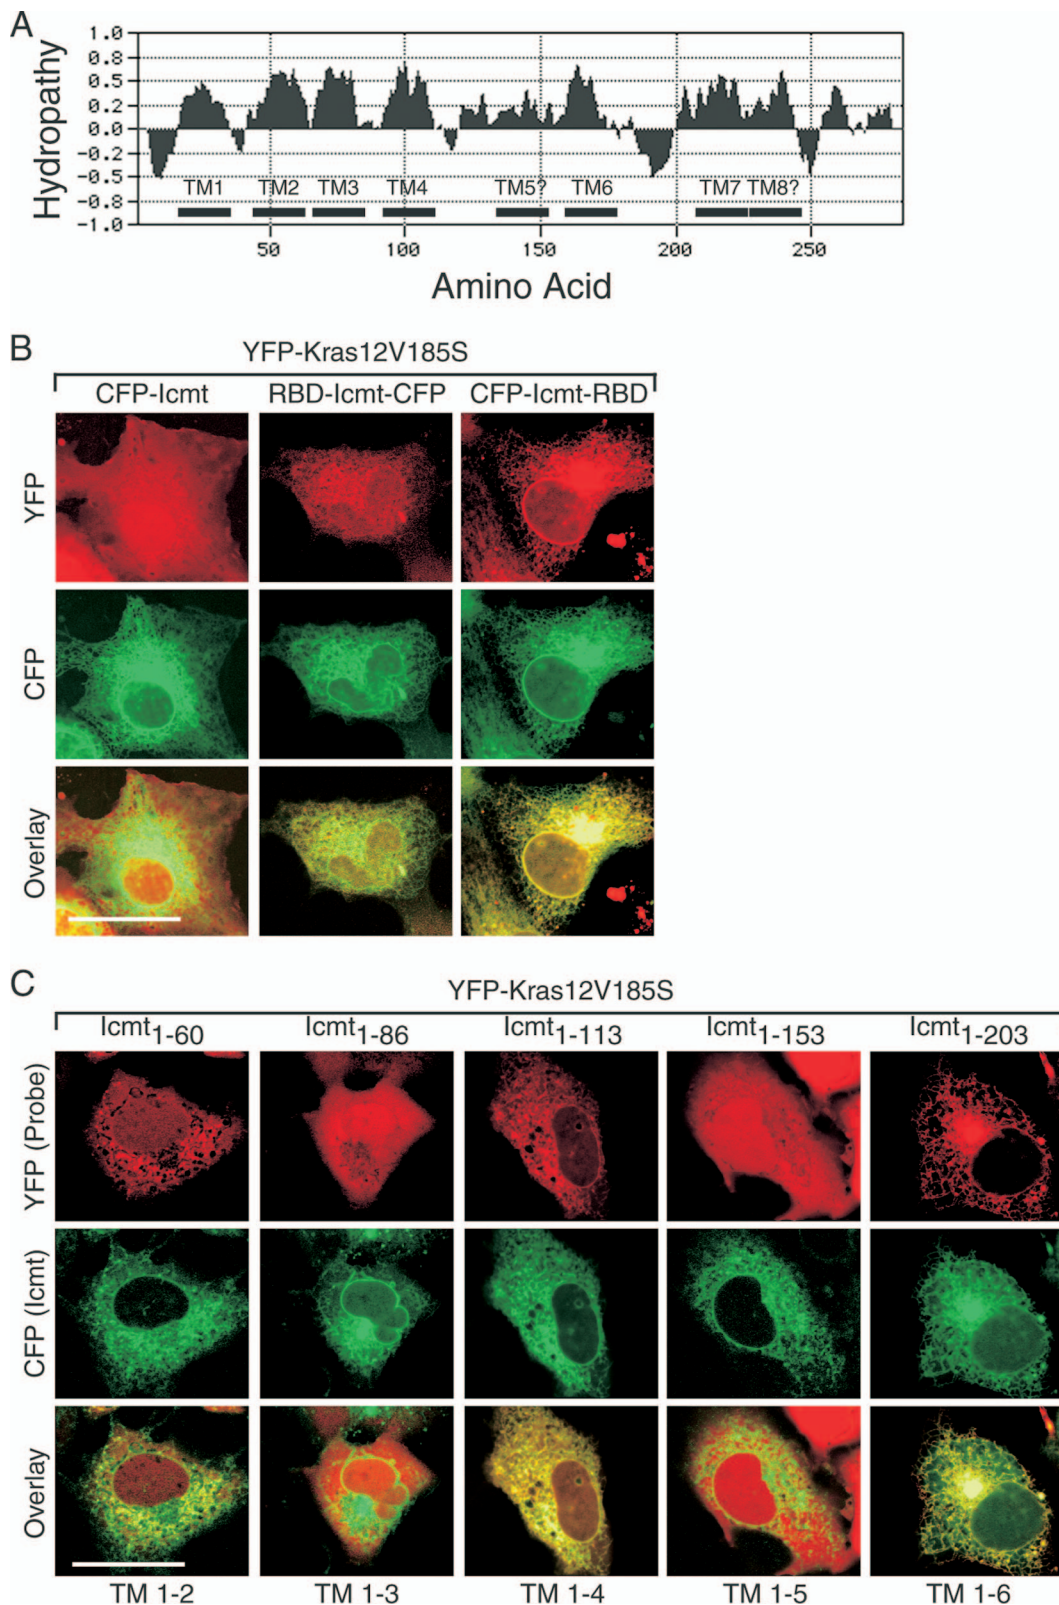 A
1.0
0.8
0.5
0.2
0.0
-0.2
-0.5
-0.8
-1.0
Hydropathy
TM1 TM2 TM3 TM4 TM5? TM6 TM7 TM8?
50 100 150 200 250
Amino Acid
B
YFP-Kras12V185S
CFP-Icmt RBD-Icmt-CFP CFP-Icmt-RBD
YFP
CFP
Overlay
C
YFP-Kras12V185S
Icmt1-60 Icmt1-86 Icmt1-113 Icmt1-153 Icmt1-203
YFP (Probe)
CFP (Icmt)
Overlay
TM 1-2 TM 1-3 TM 1-4 TM 1-5 TM 1-6